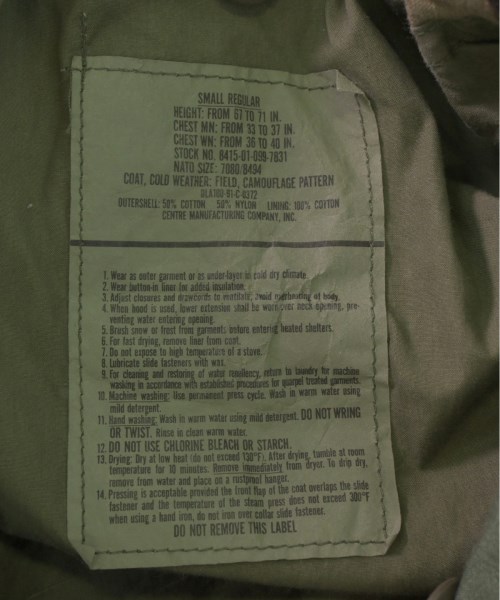 SMALL REGULAR
HEIGHT: FROM 67 TO 71 IN.
CHEST MN: FROM 33 TO 37 IN.
CHEST WN: FROM 36 TO 40 IN.
STOCK NO. 8415-01-099-7831
NATO SIZE: 7080/8494
COAT, COLD WEATHER: FIELD, CAMOUFLAGE PATTERN
DLA100-81-C-0372
OUTERSHELL: 50% COTTON 50% NYLON LINING: 100% COTTON
CENTRE MANUFACTURING COMPANY, INC.
1. Wear as outer garment or as under-layer in cold dry climate.
2. Wear button-in liner for added insulation.
3. Adjust closures and drawcords to ventilate, avoid overheating of body.
4. When hood is used, lower extension shall be worn over neck opening, pre-
venting water entering opening.
5. Brush snow or frost from garments before entering heated shelters.
6. For fast drying, remove liner from coat.
7. Do not expose to high temperature of a stove.
8. Lubricate slide fasteners with wax.
9. For cleaning and restoring of water repellency, return to laundry for machine
washing in accordance with established procedures for quarpel treated garments.
10. Machine washing: Use permanent press cycle. Wash in warm water using
mild detergent.
11. Hand washing: Wash in warm water using mild detergent. DO NOT WRING
OR TWIST. Rinse in clean warm water.
12. DO NOT USE CHLORINE BLEACH OR STARCH.
13. Drying: Dry at low heat (do not exceed 130°F). After drying, tumble at room
temperature for 10 minutes. Remove immediately from dryer. To drip dry,
remove from water and place on a rustproof hanger.
14. Pressing is acceptable provided the front flap of the coat overlaps the slide
fastener and the temperature of the steam press does not exceed 300°F
when using a hand iron, do not iron over collar slide fastener.
DO NOT REMOVE THIS LABEL